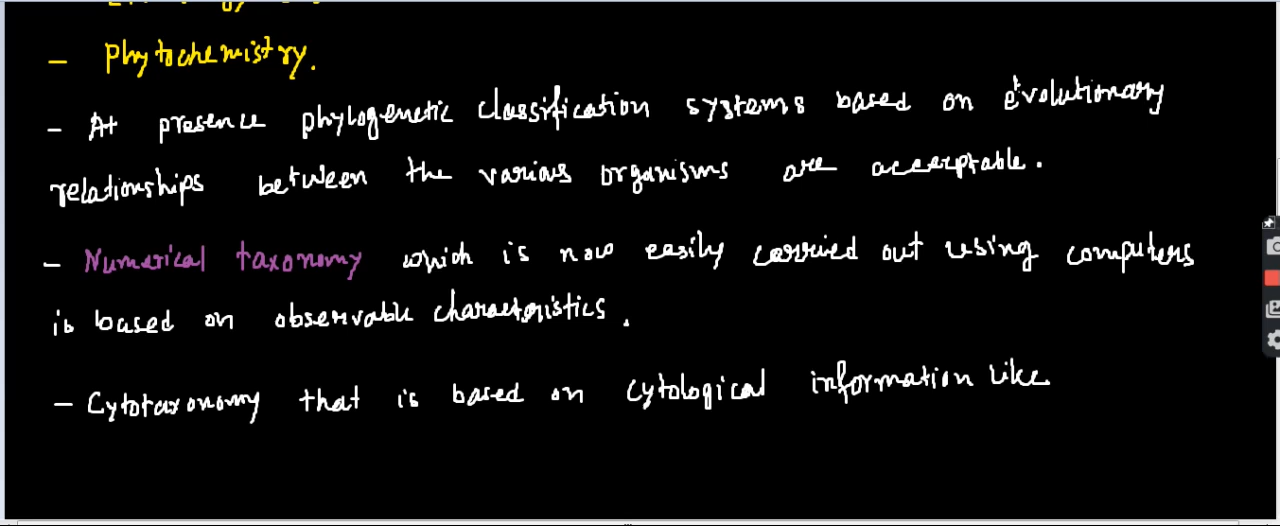 - Phytochemistry.
- At presence phylogenetic classification systems based on evolutionary
relationships between the various organisms are acceptable.
- Numerical taxonomy which is now easily carried out using computers
is based on observable characteristics.
- Cytotaxonomy that is based on cytological information like